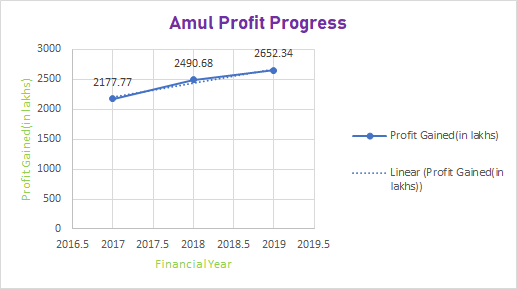 Amul Profit Progress
Profit Gained(in lakhs)
3000
2500
2000
1500
1000
500
0
2177.77
2490.68
2652.34
2016.5 2017 2017.5 2018 2018.5 2019 2019.5
Financial Year
Profit Gained(in lakhs)
Linear (Profit Gained(in
lakhs))